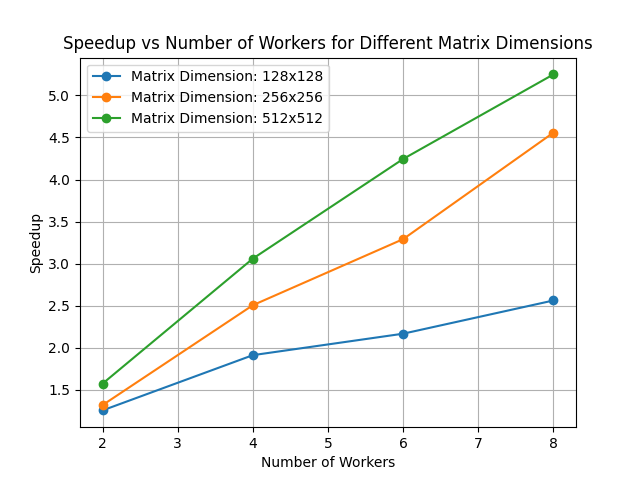 Speedup vs Number of Workers for Different Matrix Dimensions
Matrix Dimension: 128x128
Matrix Dimension: 256x256
Matrix Dimension: 512x512
5.0
4.5
4.0
3.5
3.0
2.5
2.0
1.5
Speedup
2 3 4 5 6 7 8
Number of Workers